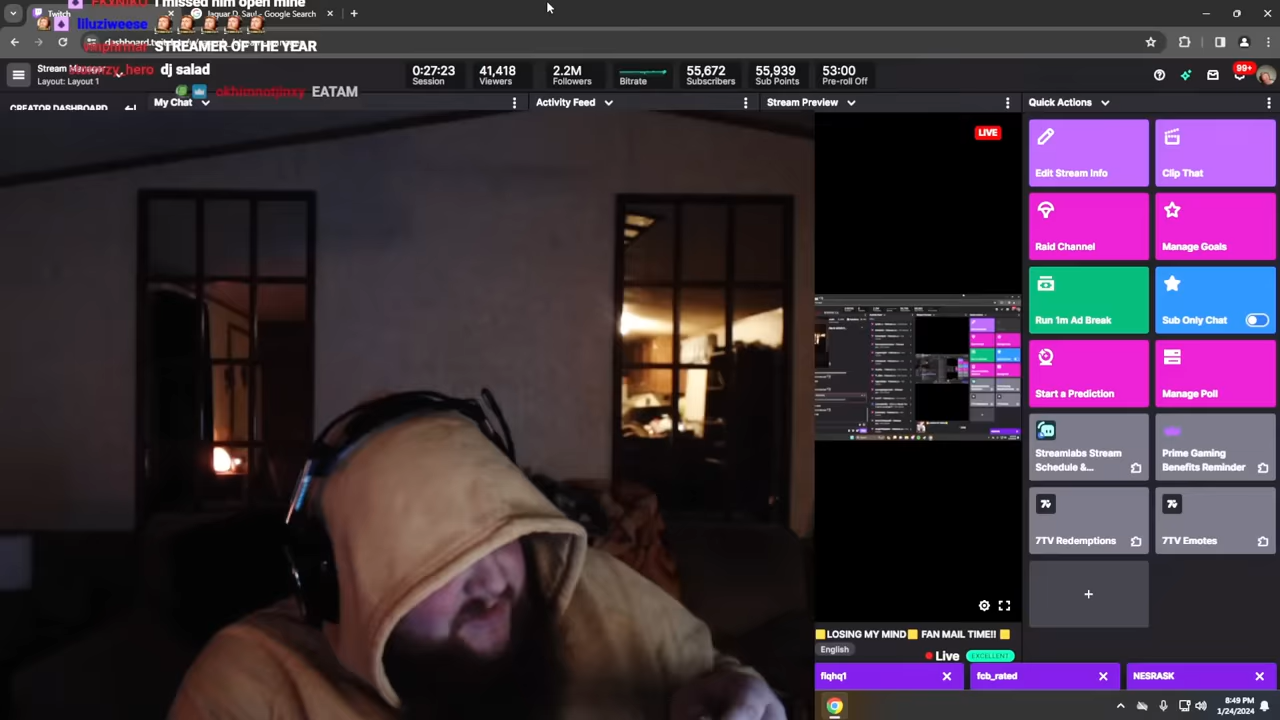 Twitch
Jaguar D. Saul - Google Search
i missed him open mine
liluziweese
STREAMER OF THE YEAR
dj salad
okhimnotjinxy EATAM
Stream Manager
Layout: Layout 1
0:27:23
Session
41,418
Viewers
2.2M
Followers
Bitrate
55,672
Subscribers
55,939
Sub Points
53:00
Pre-roll Off
99+
CREATOR DASHBOARD
My Chat
Activity Feed
Stream Preview
Quick Actions
LIVE
Edit Stream Info
Clip That
Raid Channel
Manage Goals
Run 1m Ad Break
Sub Only Chat
Start a Prediction
Manage Poll
Streamlabs Stream
Schedule &...
Prime Gaming
Benefits Reminder
7TV Redemptions
7TV Emotes
LOSING MY MIND FAN MAIL TIME!!
English
Live
EXCELLENT
fcb_rated
NESRASK
8:49 PM
1/24/2024